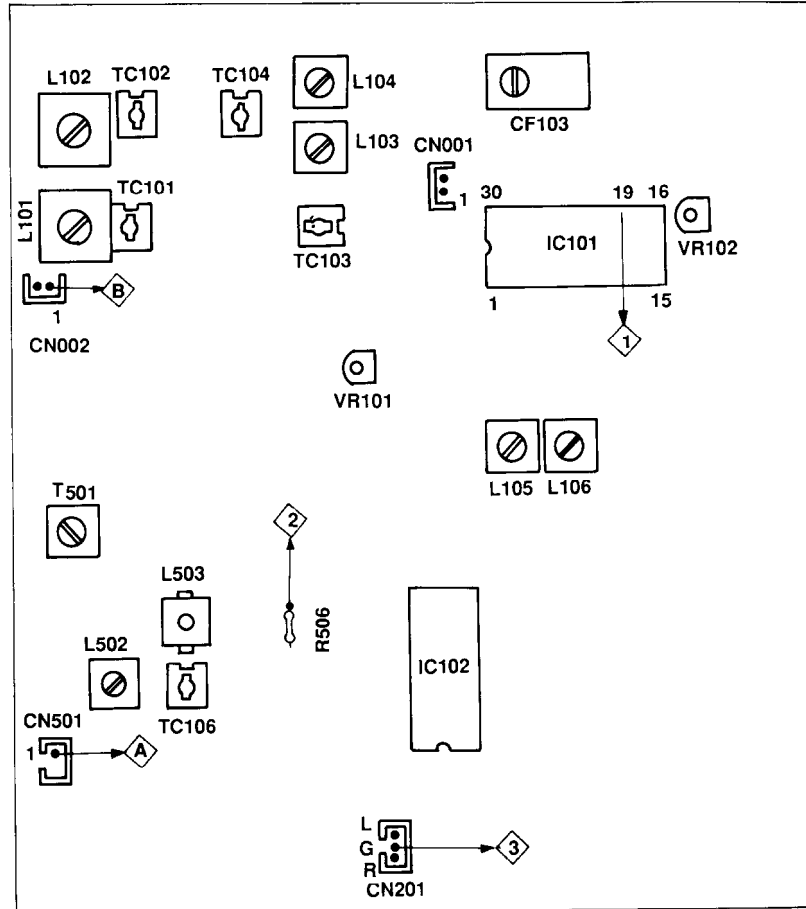 L102 TC102 TC104 L104
CF103
L103
CN001
1
30 19 16
TC101
L101
IC101
VR102
TC103
B
1
1 15
CN002
1
VR101
L105 L106
T501
2
L503
R506
L502
IC102
CN501
TC106
1
A
L
G
R
3
CN201